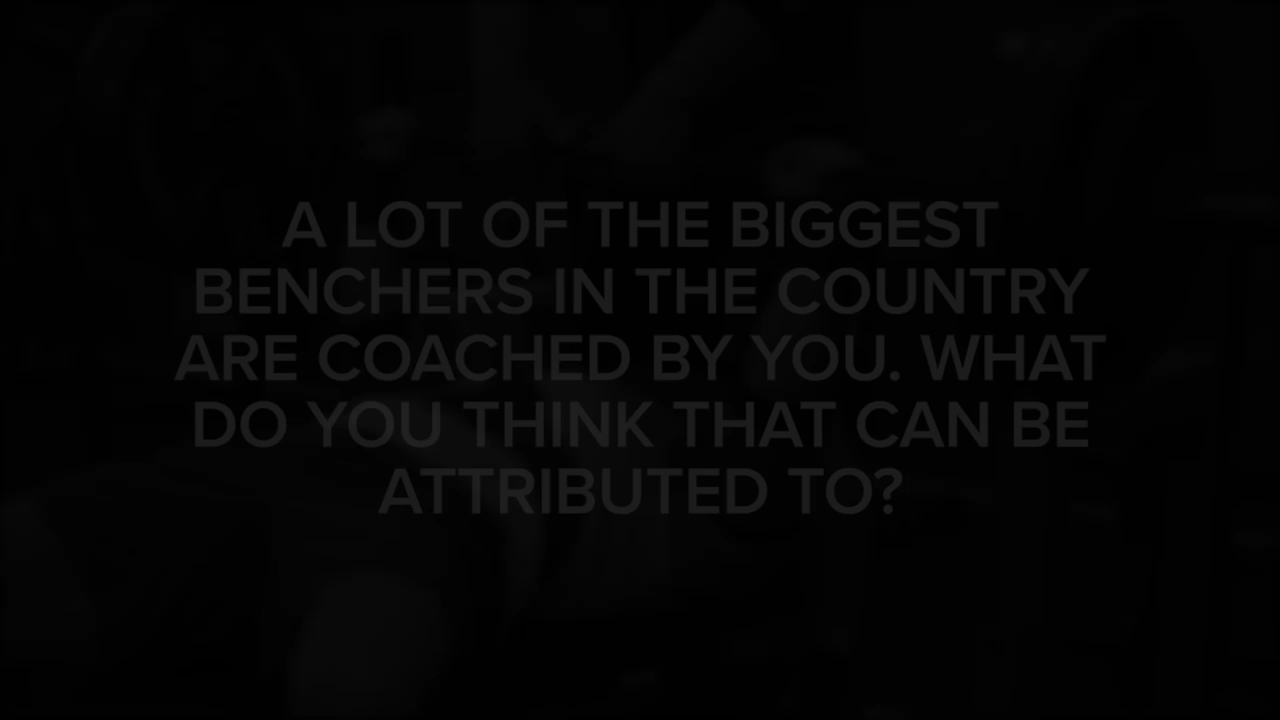 A LOT OF THE BIGGEST
BENCHERS IN THE COUNTRY
ARE COACHED BY YOU. WHAT
DO YOU THINK THAT CAN BE
ATTRIBUTED TO?